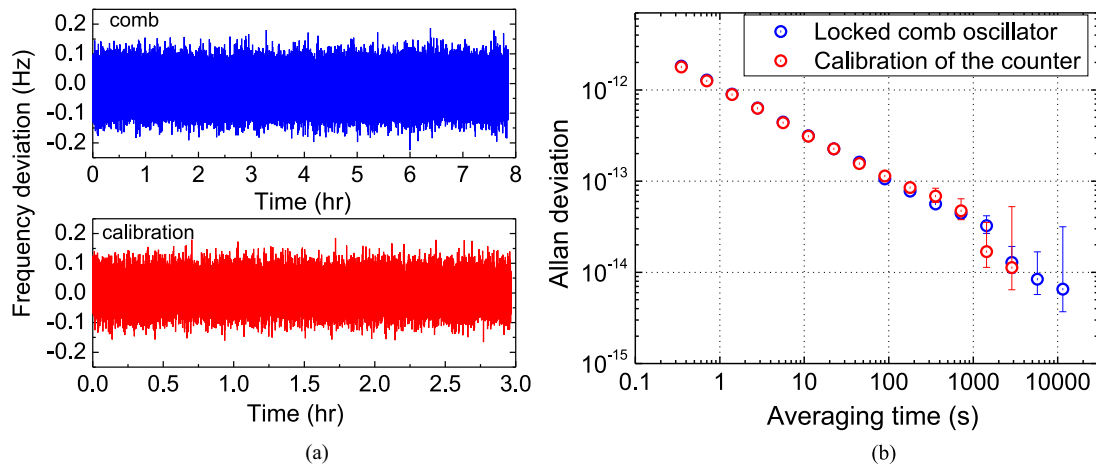 Frequency deviation (Hz)
comb
0.2
0.1
0.0
-0.1
-0.2
0 1 2 3 4 5 6 7 8
Time (hr)
calibration
0.2
0.1
0.0
-0.1
-0.2
0.0 0.5 1.0 1.5 2.0 2.5 3.0
Time (hr)
(a)
Allan deviation
Locked comb oscillator
Calibration of the counter
10-12
10-13
10-14
10-15
0.1 1 10 100 1000 10000
Averaging time (s)
(b)